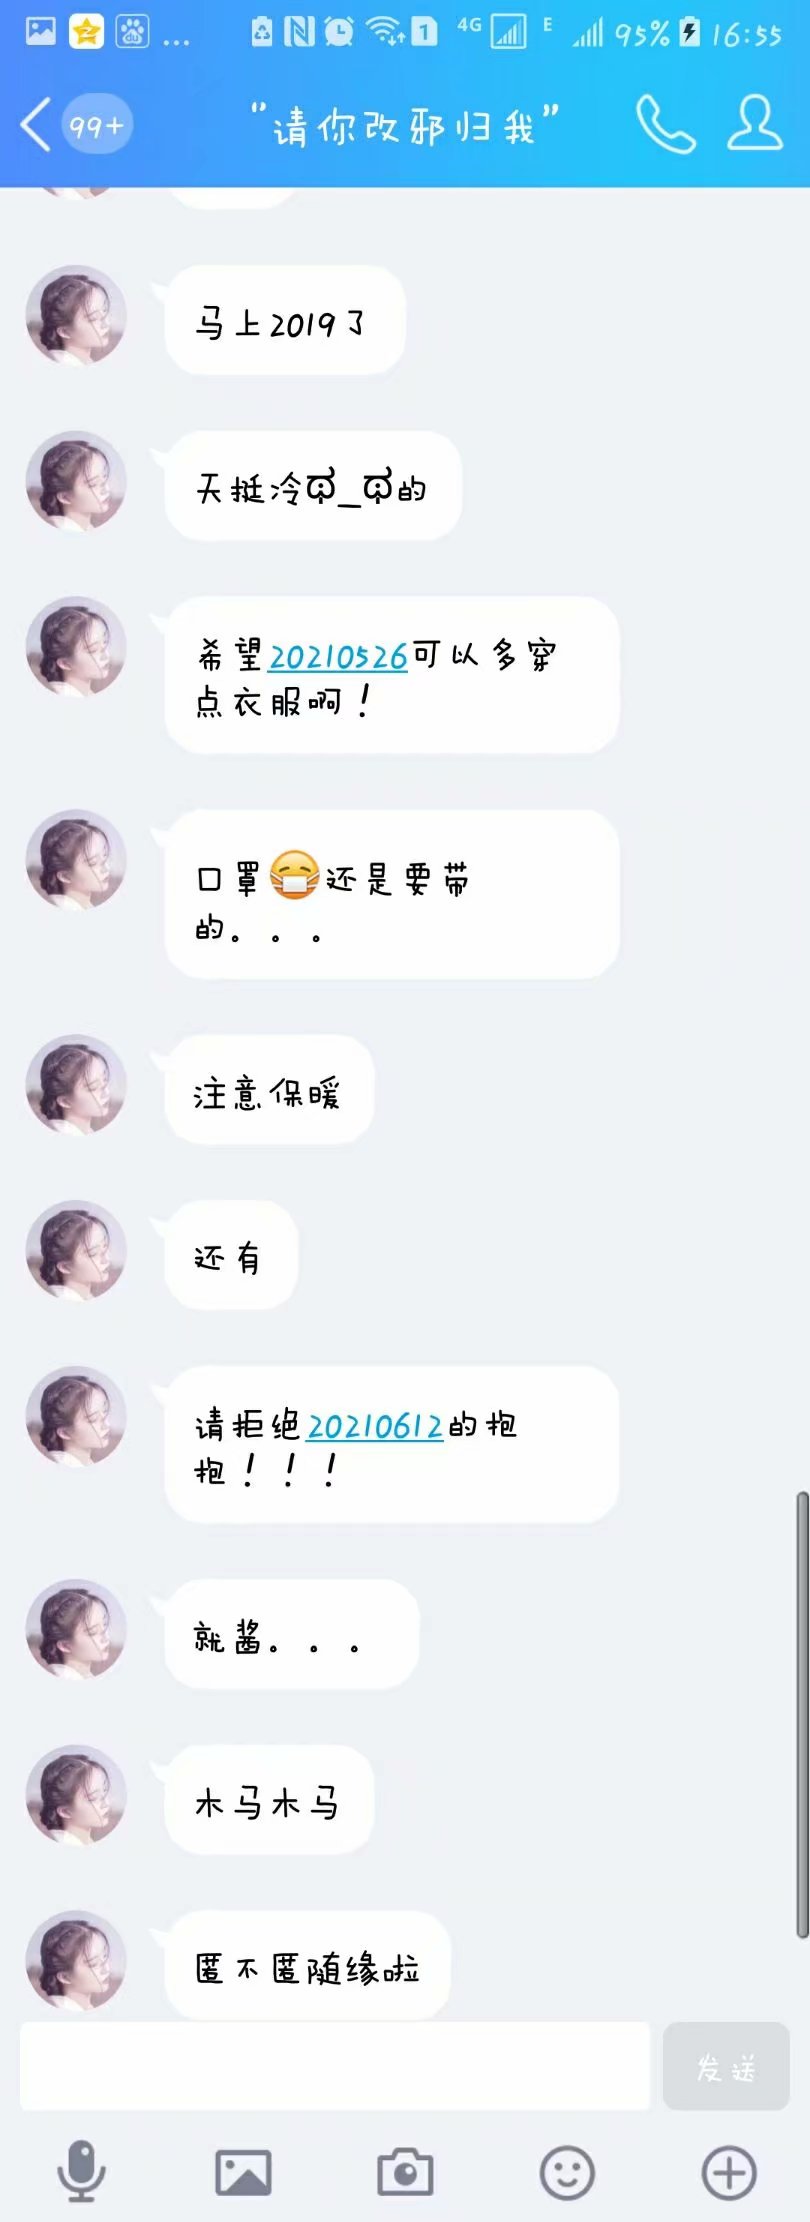 4G E 95% 16:55
99+ “请你改邪归我”
马上2019了
天挺冷ಥ_ಥ的
希望20210526可以多穿
点衣服啊！
口罩😷还是要带
的。。。
注意保暖
还有
请拒绝20210612的抱
抱！！！
就酱。。。
木马木马
匿不匿随缘啦
发送